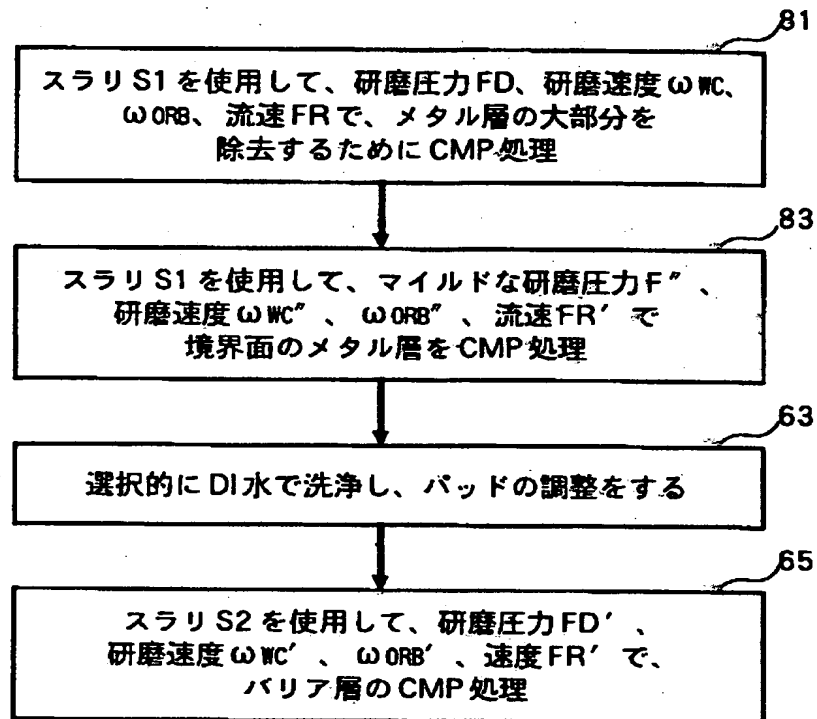 81
スラリS1を使用して、研磨圧力FD、研磨速度ωWC、
ωORB、流速FRで、メタル層の大部分を
除去するためにCMP処理
83
スラリS1を使用して、マイルドな研磨圧力F″、
研磨速度ωWC″、ωORB″、流速FR′で
境界面のメタル層をCMP処理
63
選択的にDI水で洗浄し、パッドの調整をする
65
スラリS2を使用して、研磨圧力FD′、
研磨速度ωWC′、ωORB′、速度FR′で、
バリア層のCMP処理